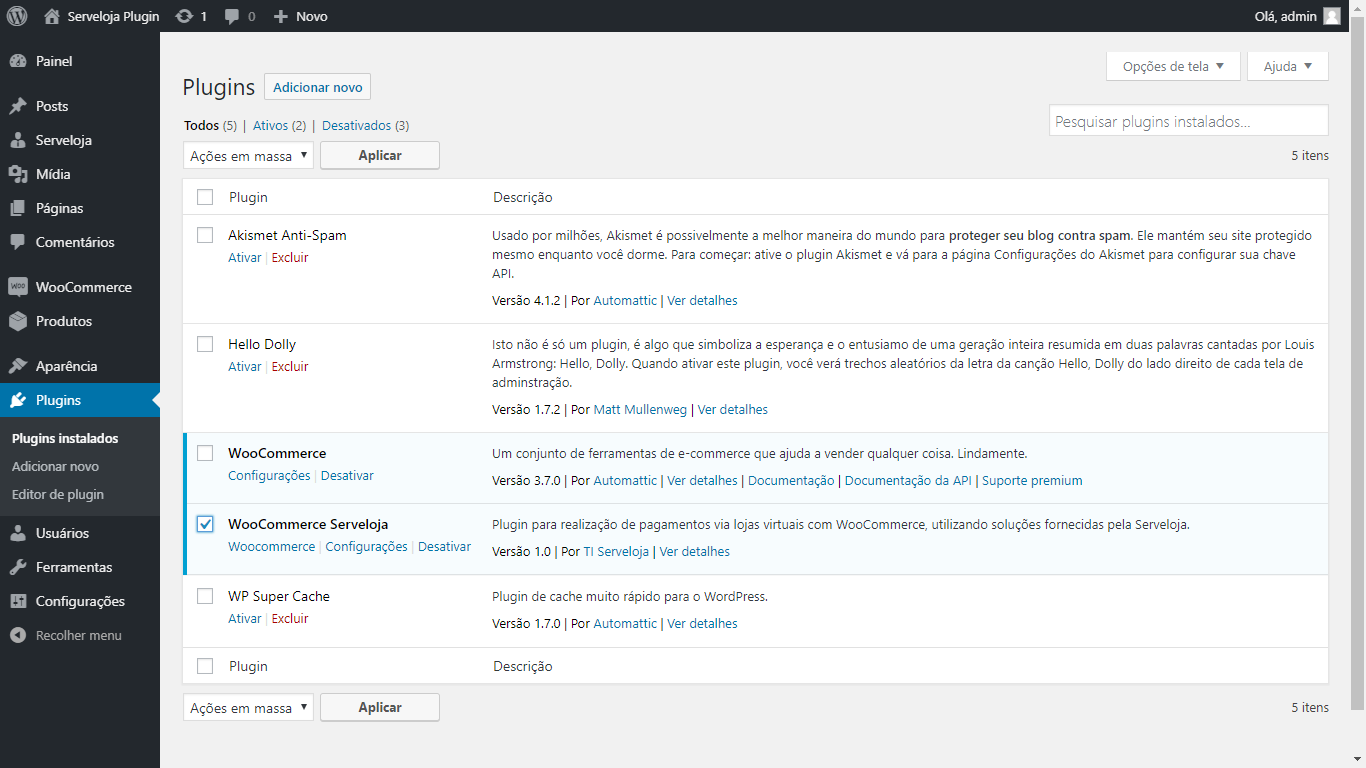 Serveloja Plugin 1 0 Novo Olá, admin
Painel
Posts
Serveloja
Mídia
Páginas
Comentários
WOO WooCommerce
Produtos
Aparência
Plugins
Plugins instalados
Adicionar novo
Editor de plugin
Usuários
Ferramentas
Configurações
Recolher menu
Opções de tela Ajuda
Plugins Adicionar novo
Todos (5) | Ativos (2) | Desativados (3)
Pesquisar plugins instalados...
Ações em massa Aplicar 5 itens
Plugin Descrição
Akismet Anti-Spam
Ativar | Excluir
Usado por milhões, Akismet é possivelmente a melhor maneira do mundo para proteger seu blog contra spam. Ele mantém seu site protegido
mesmo enquanto você dorme. Para começar: ative o plugin Akismet e vá para a página Configurações do Akismet para configurar sua chave
API.
Versão 4.1.2 | Por Automattic | Ver detalhes
Hello Dolly
Ativar | Excluir
Isto não é só um plugin, é algo que simboliza a esperança e o entusiamo de uma geração inteira resumida em duas palavras cantadas por Louis
Armstrong: Hello, Dolly. Quando ativar este plugin, você verá trechos aleatórios da letra da canção Hello, Dolly do lado direito de cada tela de
adminstração.
Versão 1.7.2 | Por Matt Mullenweg | Ver detalhes
WooCommerce
Configurações | Desativar
Um conjunto de ferramentas de e-commerce que ajuda a vender qualquer coisa. Lindamente.
Versão 3.7.0 | Por Automattic | Ver detalhes | Documentação | Documentação da API | Suporte premium
WooCommerce Serveloja
Woocommerce | Configurações | Desativar
Plugin para realização de pagamentos via lojas virtuais com WooCommerce, utilizando soluções fornecidas pela Serveloja.
Versão 1.0 | Por TI Serveloja | Ver detalhes
WP Super Cache
Ativar | Excluir
Plugin de cache muito rápido para o WordPress.
Versão 1.7.0 | Por Automattic | Ver detalhes
Plugin Descrição
Ações em massa Aplicar 5 itens